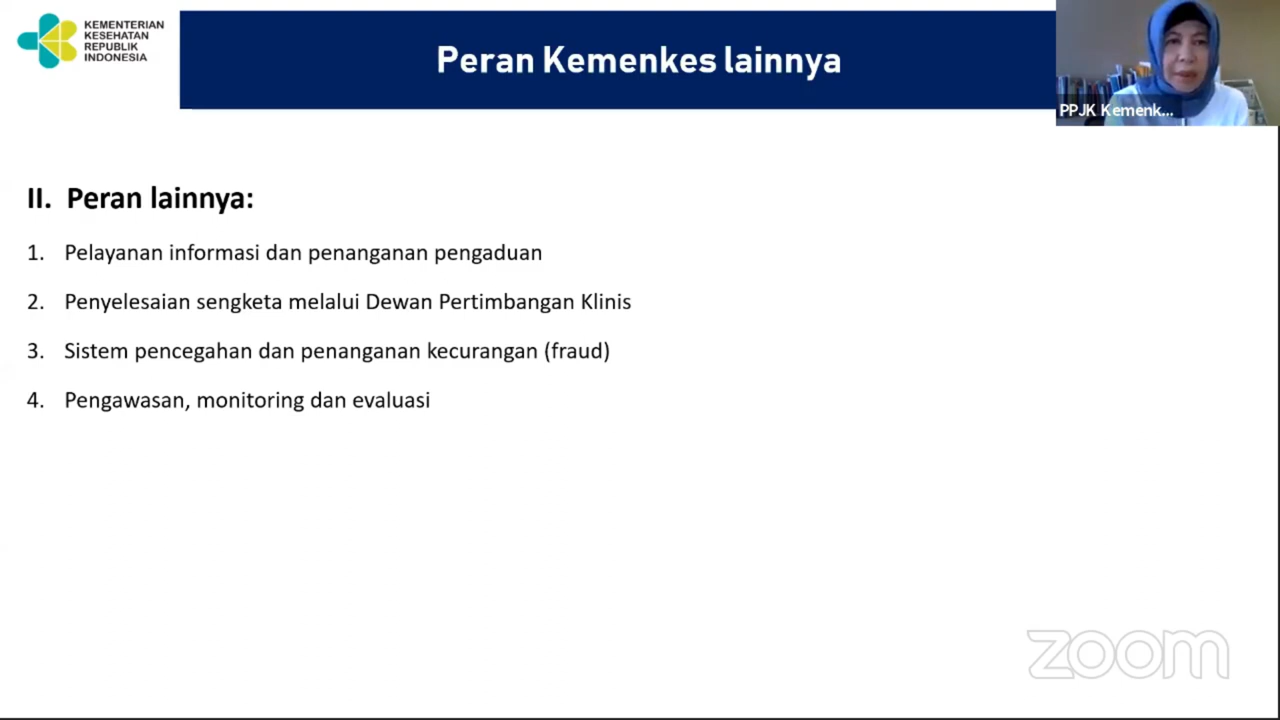 KEMENTERIAN
KESEHATAN
REPUBLIK
INDONESIA
Peran Kemenkes lainnya
PPJK Kemenk...
II. Peran lainnya:
1. Pelayanan informasi dan penanganan pengaduan
2. Penyelesaian sengketa melalui Dewan Pertimbangan Klinis
3. Sistem pencegahan dan penanganan kecurangan (fraud)
4. Pengawasan, monitoring dan evaluasi
zoom